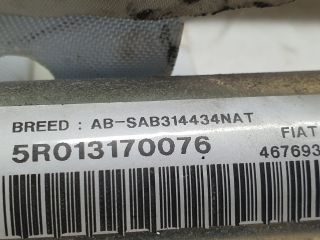 BREED : AB-SAB314434NAT
5R013170076 FIAT
467693